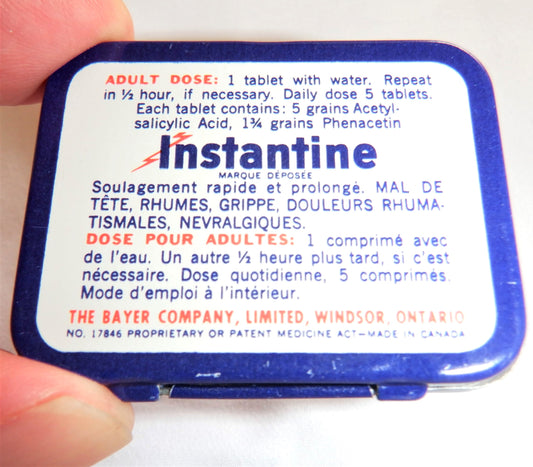 ADULT DOSE: 1 tablet with water. Repeat
in ½ hour, if necessary. Daily dose 5 tablets.
Each tablet contains: 5 grains Acetyl-
salicylic Acid, 1¾ grains Phenacetin
Instantine
MARQUE DÉPOSÉE
Soulagement rapide et prolongé. MAL DE
TÊTE, RHUMES, GRIPPE, DOULEURS RHUMA-
TISMALES, NEVRALGIQUES.
DOSE POUR ADULTES: 1 comprimé avec
de l'eau. Un autre ½ heure plus tard, si c'est
nécessaire. Dose quotidienne, 5 comprimés.
Mode d'emploi à l'intérieur.
THE BAYER COMPANY, LIMITED, WINDSOR, ONTARIO
NO. 17846 PROPRIETARY OR PATENT MEDICINE ACT—MADE IN CANADA